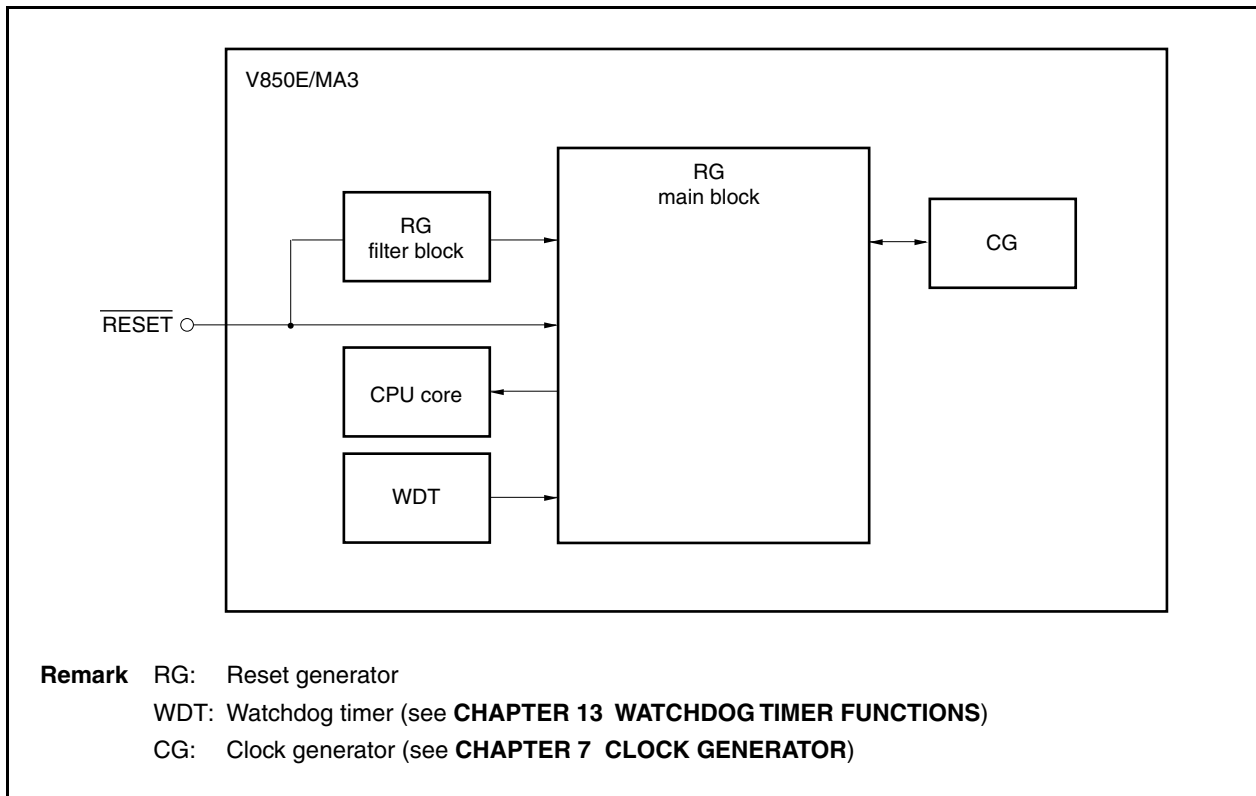 V850E/MA3
RG
main block
RG
filter block
CG
RESET
CPU core
WDT
Remark RG: Reset generator
WDT: Watchdog timer (see CHAPTER 13 WATCHDOG TIMER FUNCTIONS)
CG: Clock generator (see CHAPTER 7 CLOCK GENERATOR)